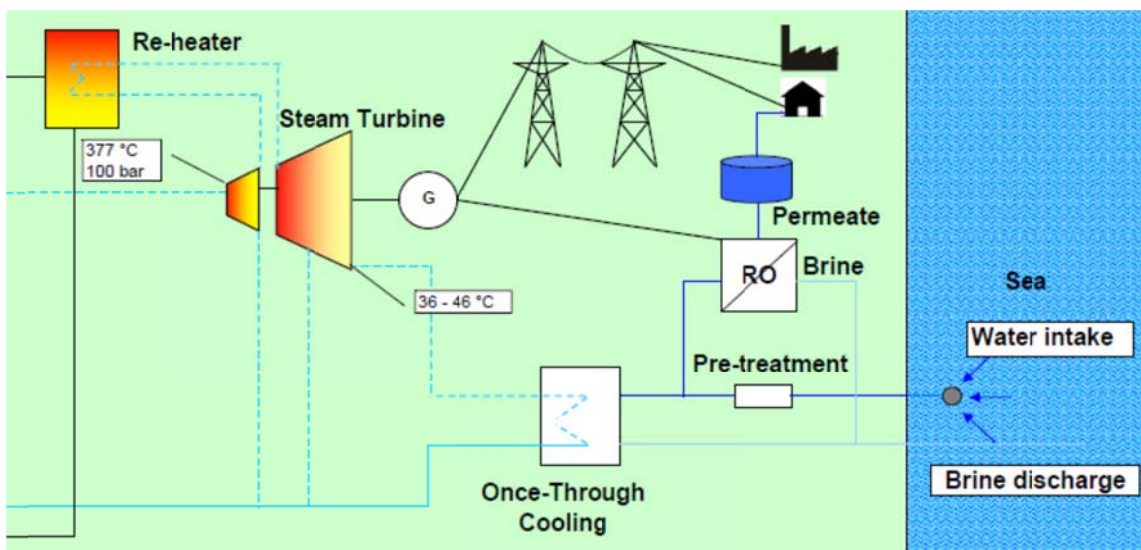 Re-heater
Steam Turbine
377 °C
100 bar
G
Permeate
RO
Brine
36 - 46 °C
Sea
Water intake
Pre-treatment
Brine discharge
Once-Through
Cooling